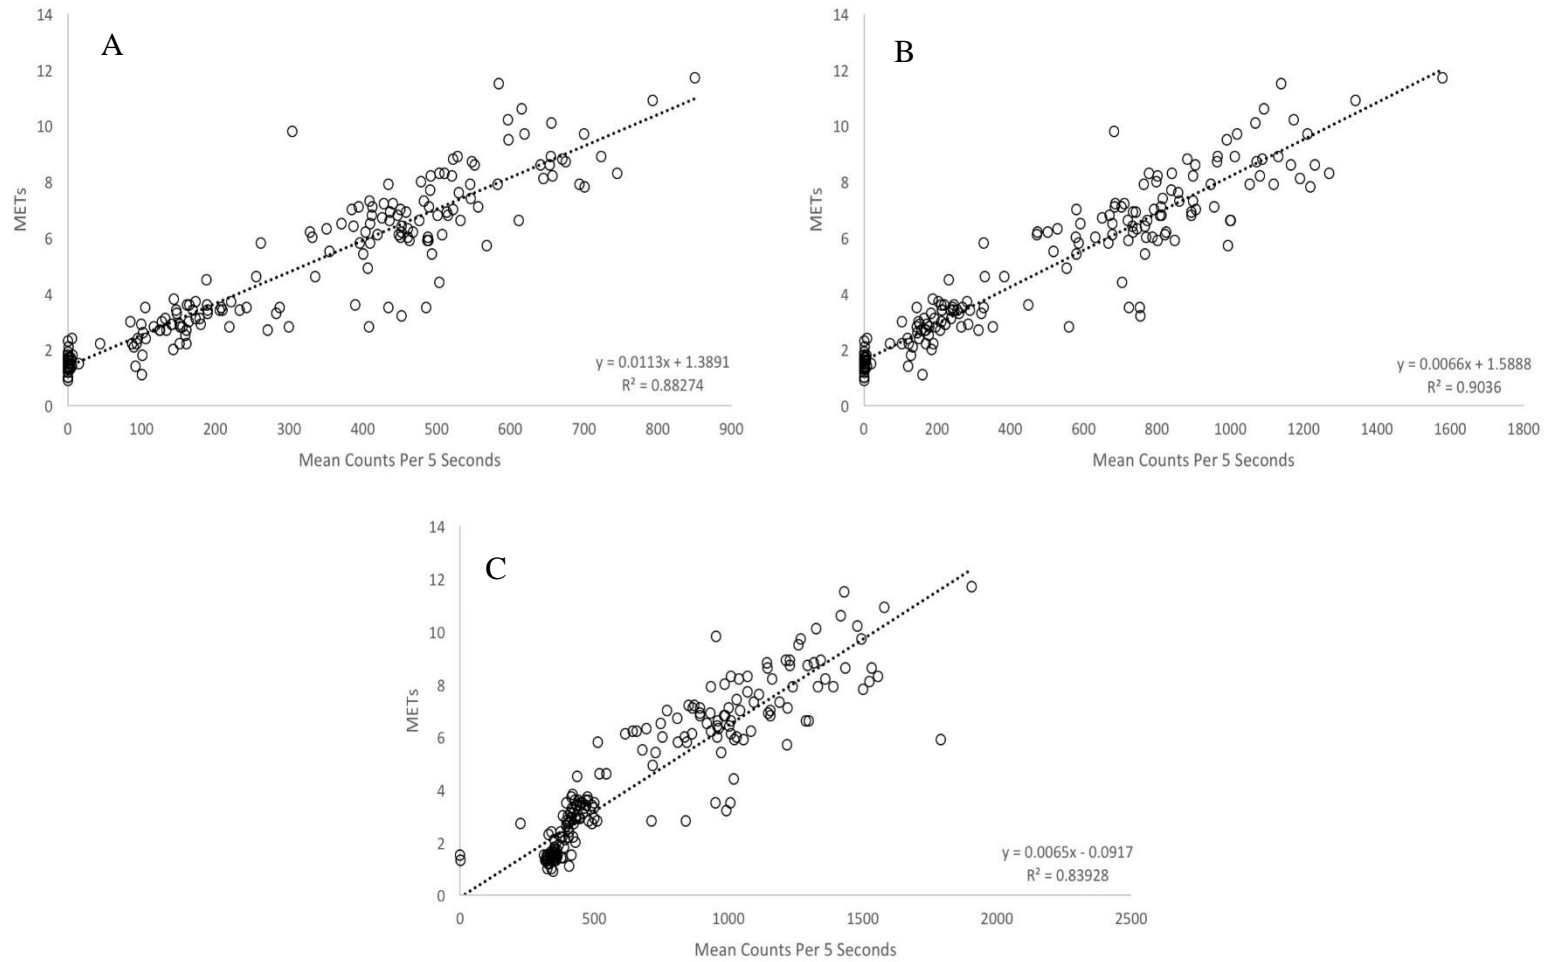 A
14
12
10
8
6
4
2
0
METs
y = 0.0113x + 1.3891
R² = 0.88274
0 100 200 300 400 500 600 700 800 900
Mean Counts Per 5 Seconds
B
14
12
10
8
6
4
2
0
METs
y = 0.0066x + 1.5888
R² = 0.9036
0 200 400 600 800 1000 1200 1400 1600 1800
Mean Counts Per 5 Seconds
C
14
12
10
8
6
4
2
0
METs
y = 0.0065x - 0.0917
R² = 0.83928
0 500 1000 1500 2000 2500
Mean Counts Per 5 Seconds